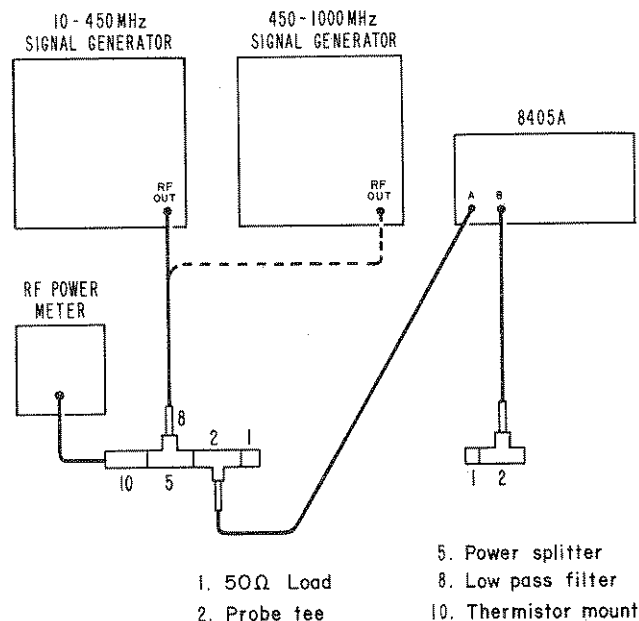 10-450MHz
SIGNAL GENERATOR
450-1000MHz
SIGNAL GENERATOR
8405A
RF
OUT
RF
OUT
A
B
RF POWER
METER
8
2
1
10
5
1
2
1. 50Ω Load
2. Probe tee
5. Power splitter
8. Low pass filter
10. Thermistor mount